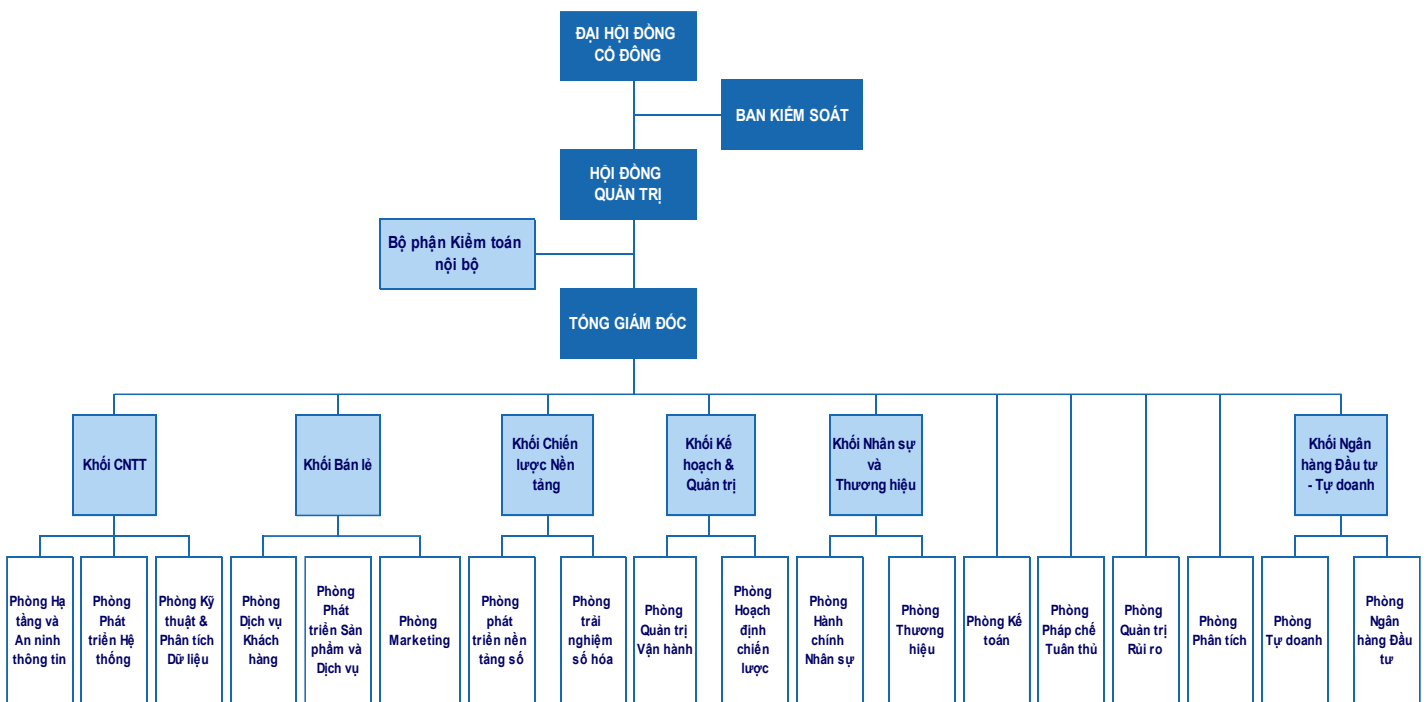 ĐẠI HỘI ĐỒNG
CỔ ĐÔNG
BAN KIỂM SOÁT
HỘI ĐỒNG
QUẢN TRỊ
Bộ phận Kiểm toán
nội bộ
TỔNG GIÁM ĐỐC
Khối CNTT
Khối Bán lẻ
Khối Chiến
lược Nền
tảng
Khối Kế
hoạch &
Quản trị
Khối Nhân sự
và
Thương hiệu
Khối Ngân
hàng Đầu tư
- Tự doanh
Phòng Hạ
tầng và
An ninh
thông tin
Phòng
Phát
triển Hệ
thống
Phòng Kỹ
thuật &
Phân tích
Dữ liệu
Phòng
Dịch vụ
Khách
hàng
Phòng
Phát
triển Sản
phẩm và
Dịch vụ
Phòng
Marketing
Phòng
phát
triển nền
tảng số
Phòng
trải
nghiệm
số hóa
Phòng
Quản trị
Vận hành
Phòng
Hoạch
định
chiến
lược
Phòng
Hành
chính
Nhân sự
Phòng
Thương
hiệu
Phòng Kế
toán
Phòng
Pháp chế
Tuân thủ
Phòng
Quản trị
Rủi ro
Phòng
Phân tích
Phòng
Tự doanh
Phòng
Ngân
hàng Đầu
tư